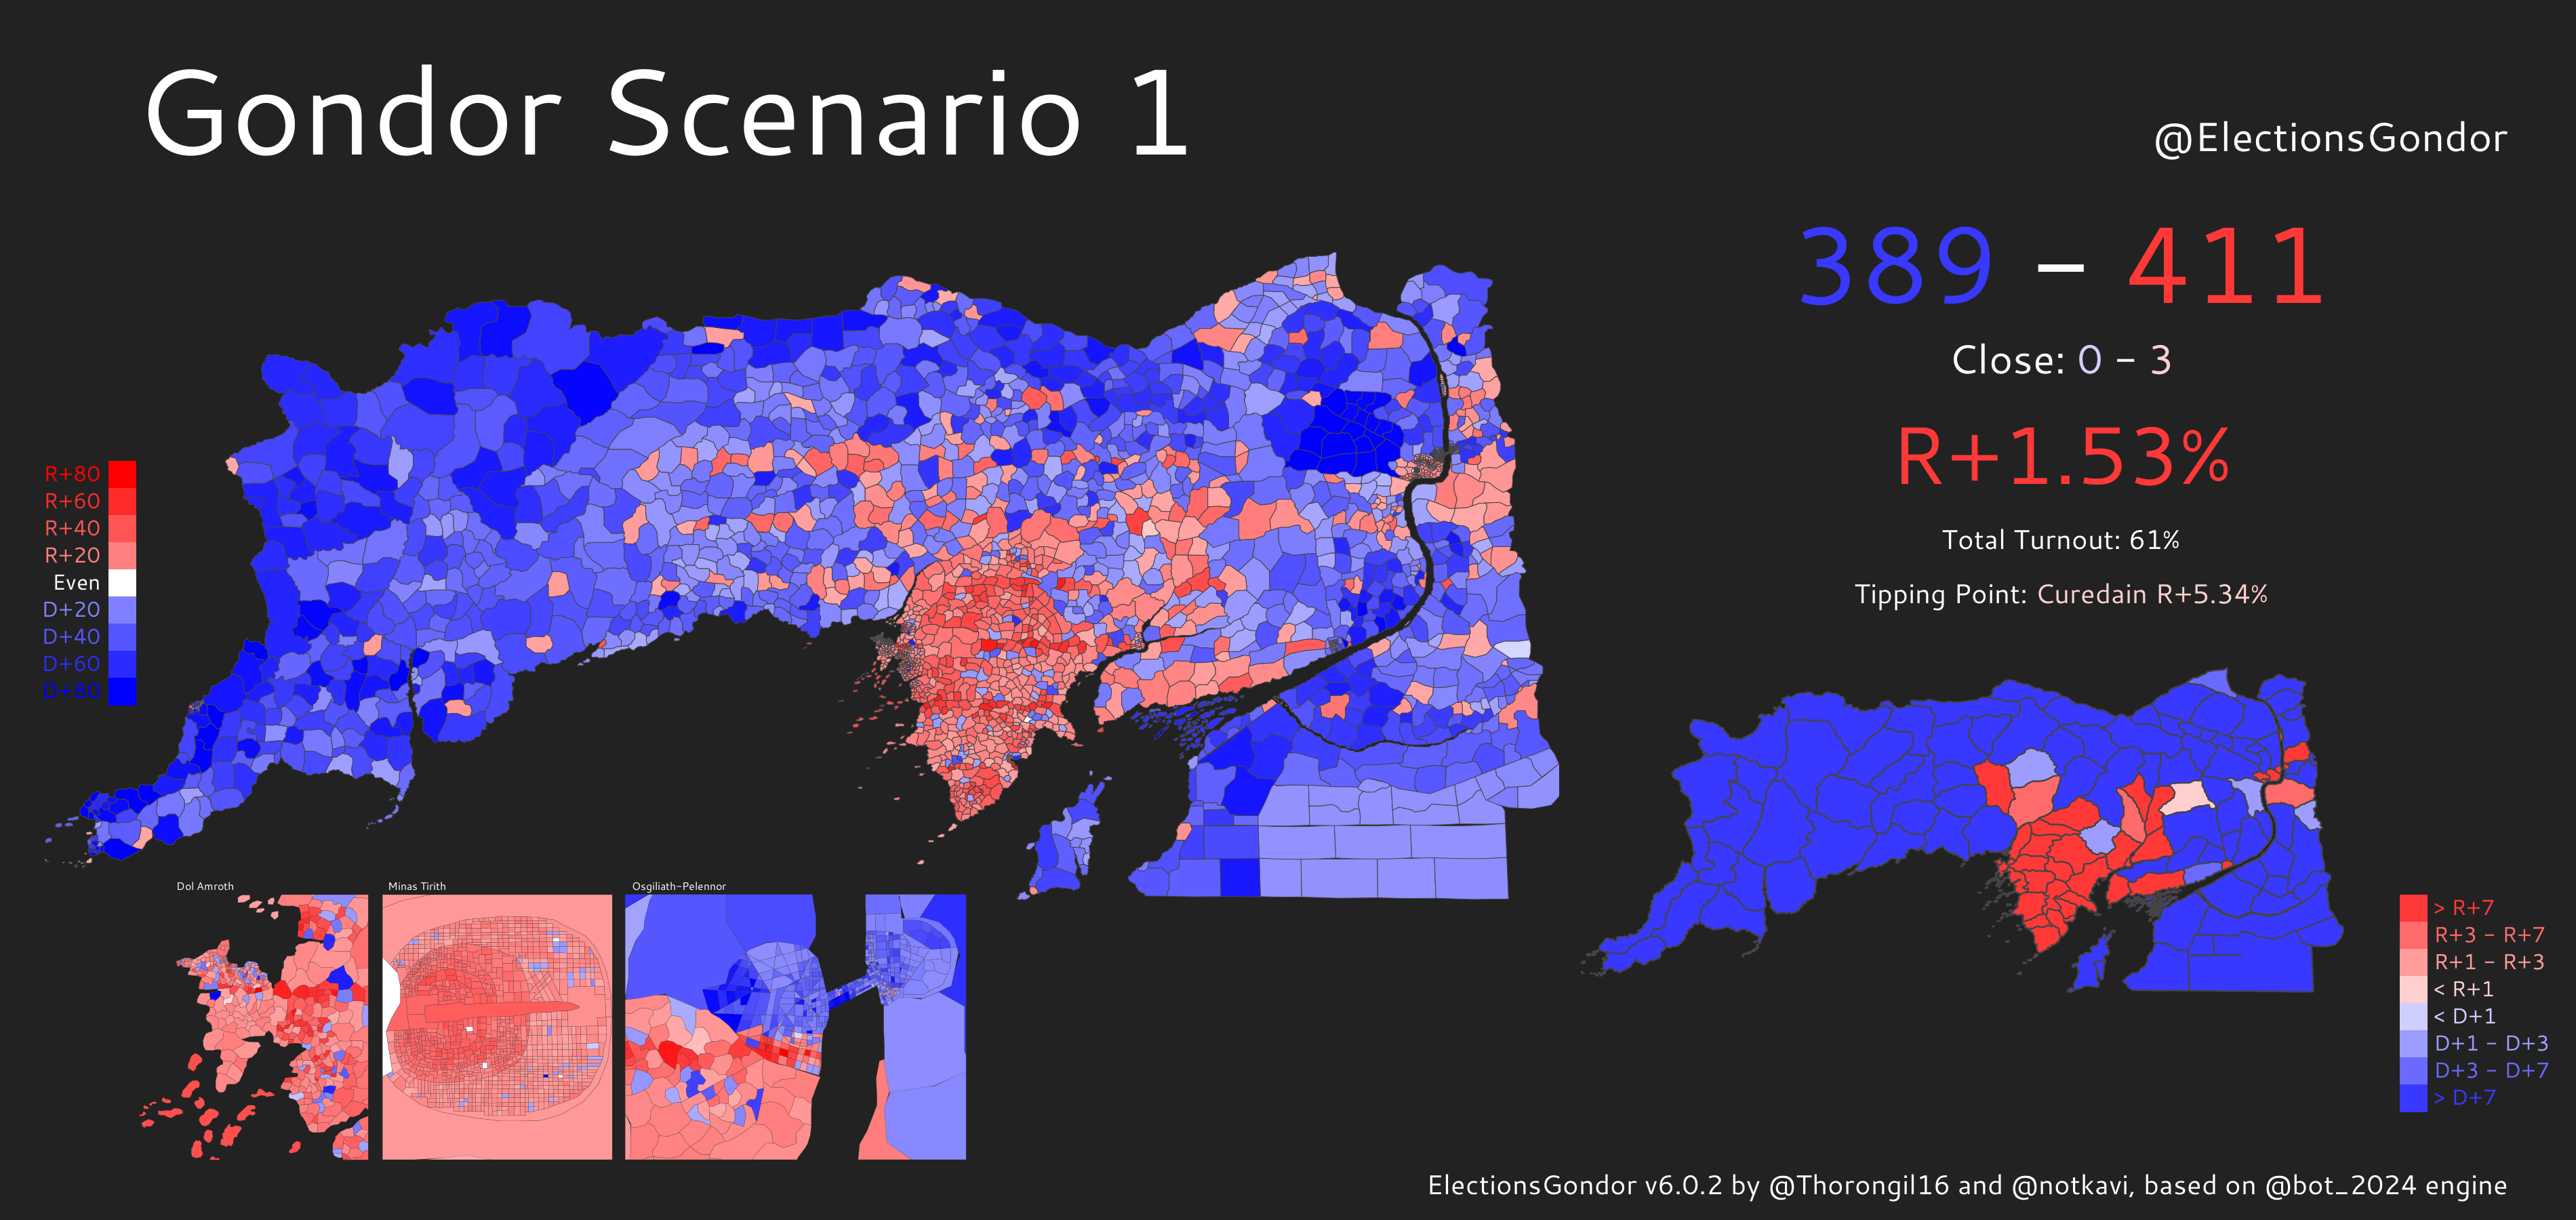 Gondor Scenario 1
@ElectionsGondor
389 – 411
Close: 0 – 3
R+1.53%
Total Turnout: 61%
Tipping Point: Curedain R+5.34%
R+80
R+60
R+40
R+20
Even
D+20
D+40
D+60
D+80
Dol Amroth
Minas Tirith
Osgiliath-Pelennor
> R+7
R+3 - R+7
R+1 - R+3
< R+1
< D+1
D+1 - D+3
D+3 - D+7
> D+7
ElectionsGondor v6.0.2 by @Thorongil16 and @notkavi, based on @bot_2024 engine